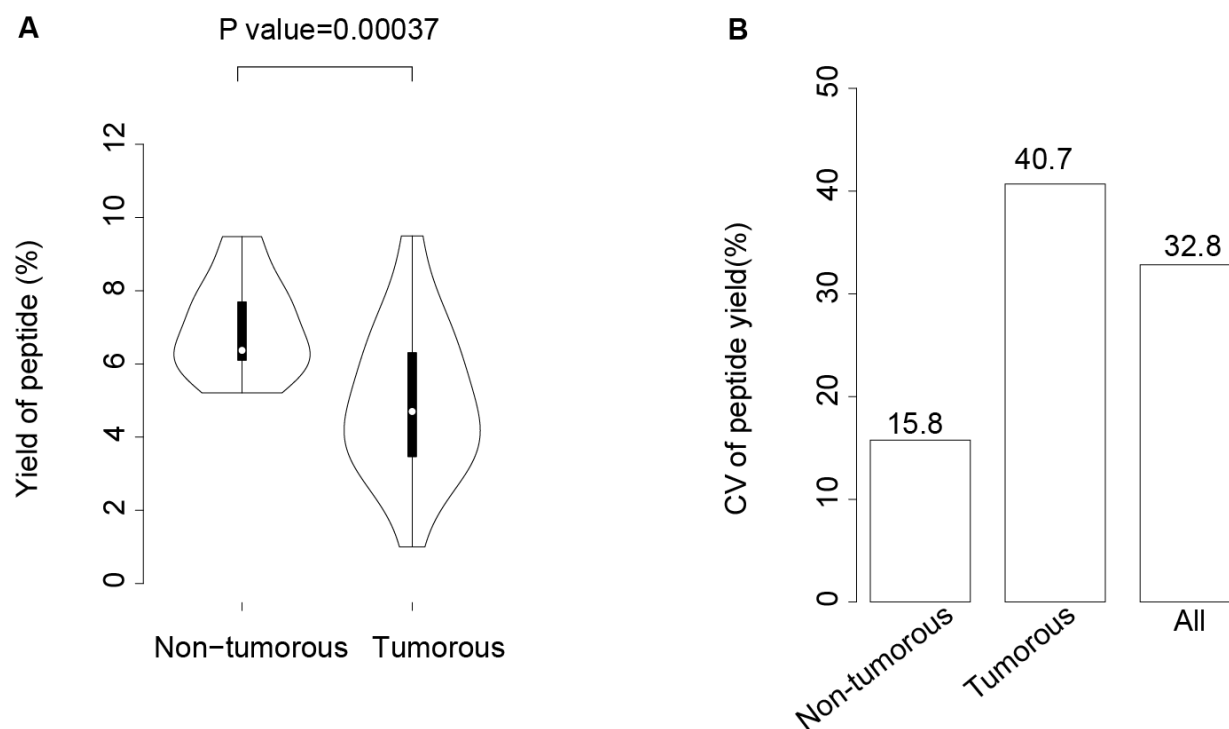 A
P value=0.00037
Yield of peptide (%)
12
10
8
6
4
2
0
Non−tumorous
Tumorous
B
CV of peptide yield(%)
50
40
30
20
10
0
15.8
40.7
32.8
Non-tumorous
Tumorous
All